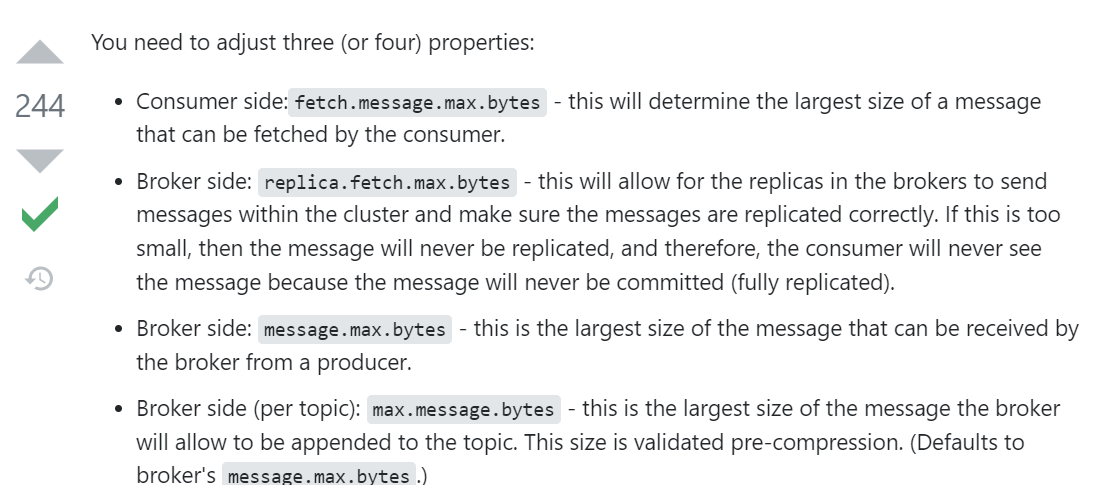 You need to adjust three (or four) properties:
244
• Consumer side: fetch.message.max.bytes - this will determine the largest size of a message
that can be fetched by the consumer.
• Broker side: replica.fetch.max.bytes - this will allow for the replicas in the brokers to send
messages within the cluster and make sure the messages are replicated correctly. If this is too
small, then the message will never be replicated, and therefore, the consumer will never see
the message because the message will never be committed (fully replicated).
• Broker side: message.max.bytes - this is the largest size of the message that can be received by
the broker from a producer.
• Broker side (per topic): max.message.bytes - this is the largest size of the message the broker
will allow to be appended to the topic. This size is validated pre-compression. (Defaults to
broker's message.max.bytes.)